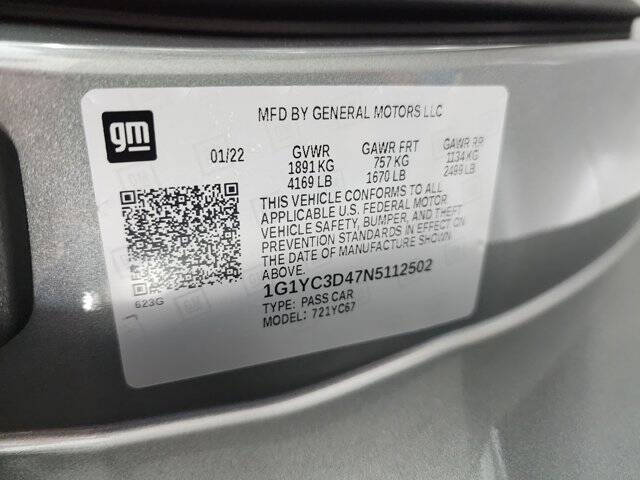 gm
MFD BY GENERAL MOTORS LLC
01/22 GVWR GAWR FRT GAWR RR
1891 KG 757 KG 1134 KG
4169 LB 1670 LB 2499 LB
THIS VEHICLE CONFORMS TO ALL
APPLICABLE U.S. FEDERAL MOTOR
VEHICLE SAFETY, BUMPER, AND THEFT
PREVENTION STANDARDS IN EFFECT ON
THE DATE OF MANUFACTURE SHOWN
ABOVE.
623G
1G1YC3D47N5112502
TYPE: PASS CAR
MODEL: 721YC67